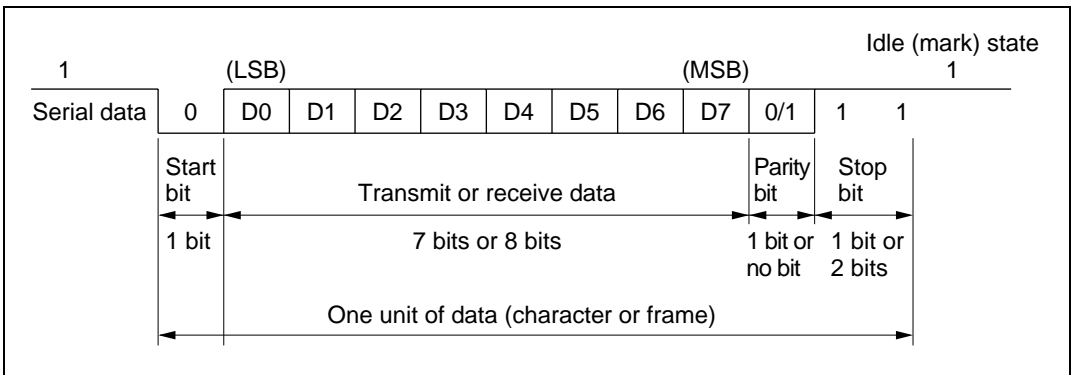 Idle (mark) state
1 (LSB) (MSB) 1
Serial data 0 D0 D1 D2 D3 D4 D5 D6 D7 0/1 1 1
Start bit
Transmit or receive data
Parity bit
Stop bit
1 bit
7 bits or 8 bits
1 bit or no bit
1 bit or 2 bits
One unit of data (character or frame)